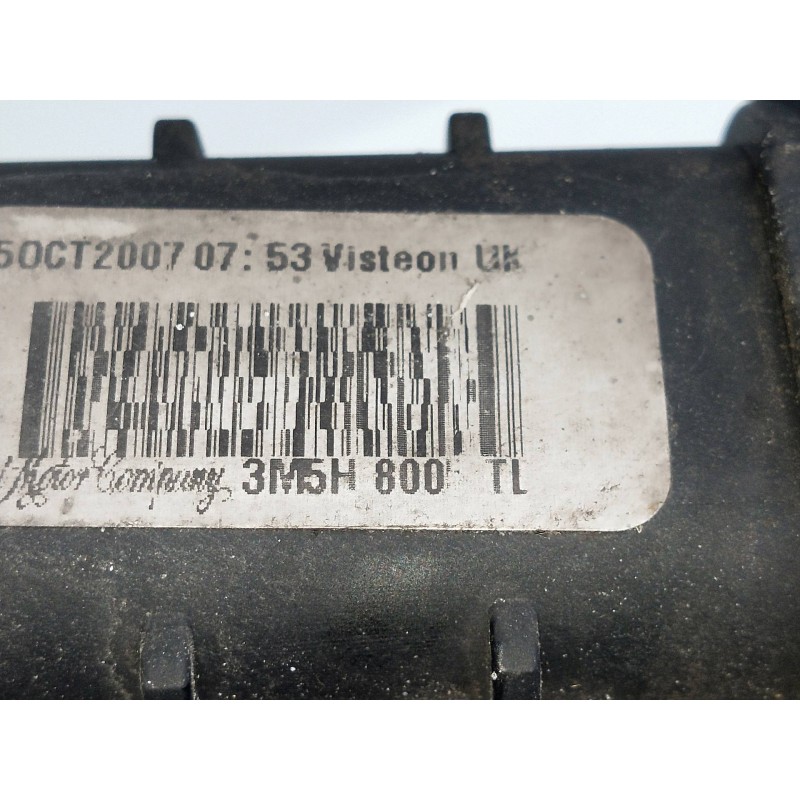 5OCT2007 07:53 Visteon UK
Motor Company 3M5H 800 TL